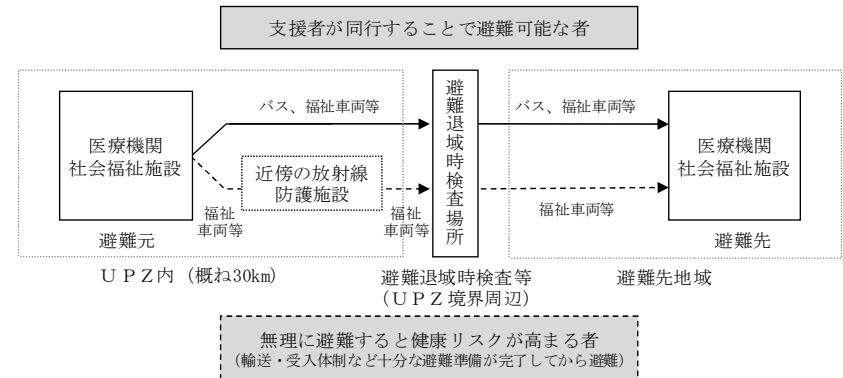 支援者が同行することで避難可能な者
バス、福祉車両等
バス、福祉車両等
医療機関
社会福祉施設
近傍の放射線
防護施設
避難退域時検査場所
医療機関
社会福祉施設
福祉
車両等
福祉
車両等
福祉車両等
避難元
避難先
ＵＰＺ内（概ね30km）
避難退域時検査等
（ＵＰＺ境界周辺）
避難先地域
無理に避難すると健康リスクが高まる者
（輸送・受入体制など十分な避難準備が完了してから避難）